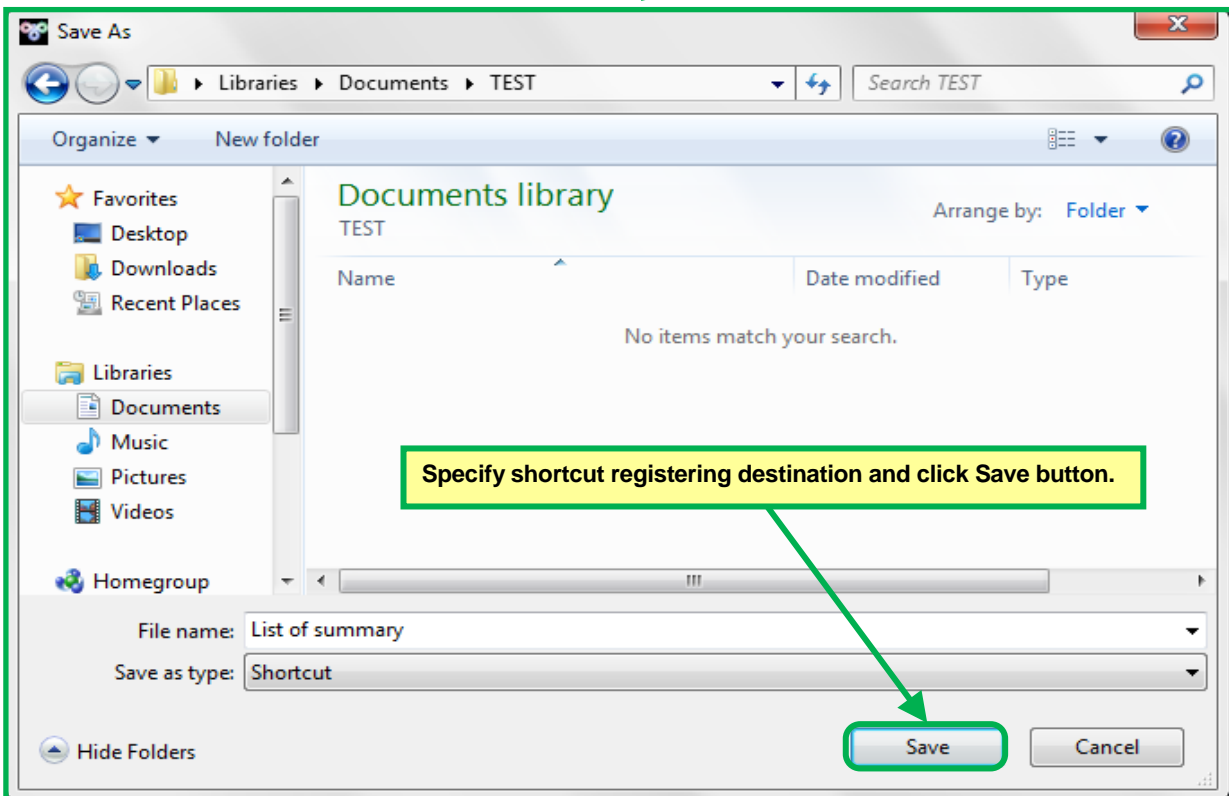 Save As
Libraries Documents TEST
Search TEST
Organize New folder
Favorites
Desktop
Downloads
Recent Places
Libraries
Documents
Music
Pictures
Videos
Homegroup
Documents library
TEST
Arrange by: Folder
Name Date modified Type
No items match your search.
Specify shortcut registering destination and click Save button.
File name: List of summary
Save as type: Shortcut
Hide Folders
Save Cancel